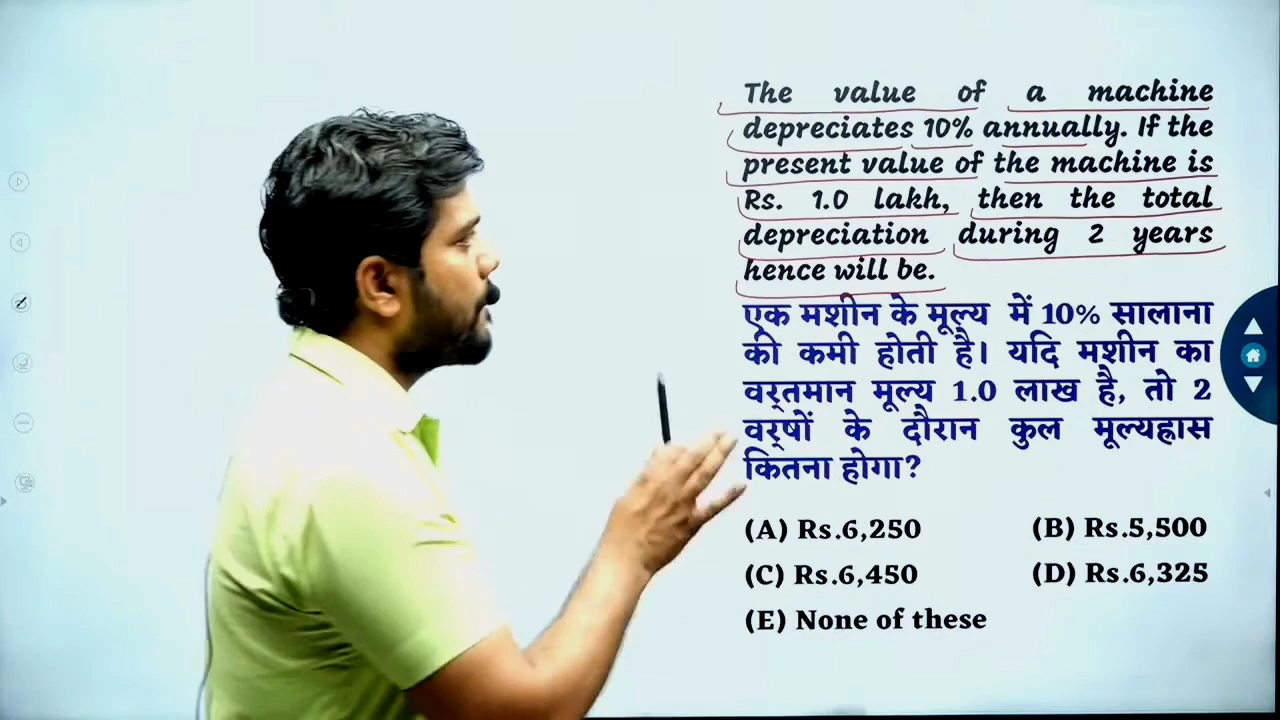 The value of a machine
depreciates 10% annually. If the
present value of the machine is
Rs. 1.0 lakh, then the total
depreciation during 2 years
hence will be.
एक मशीन के मूल्य में 10% सालाना
की कमी होती है। यदि मशीन का
वर्तमान मूल्य 1.0 लाख है, तो 2
वर्षों के दौरान कुल मूल्यह्रास
कितना होगा?
(A) Rs.6,250 (B) Rs.5,500
(C) Rs.6,450 (D) Rs.6,325
(E) None of these